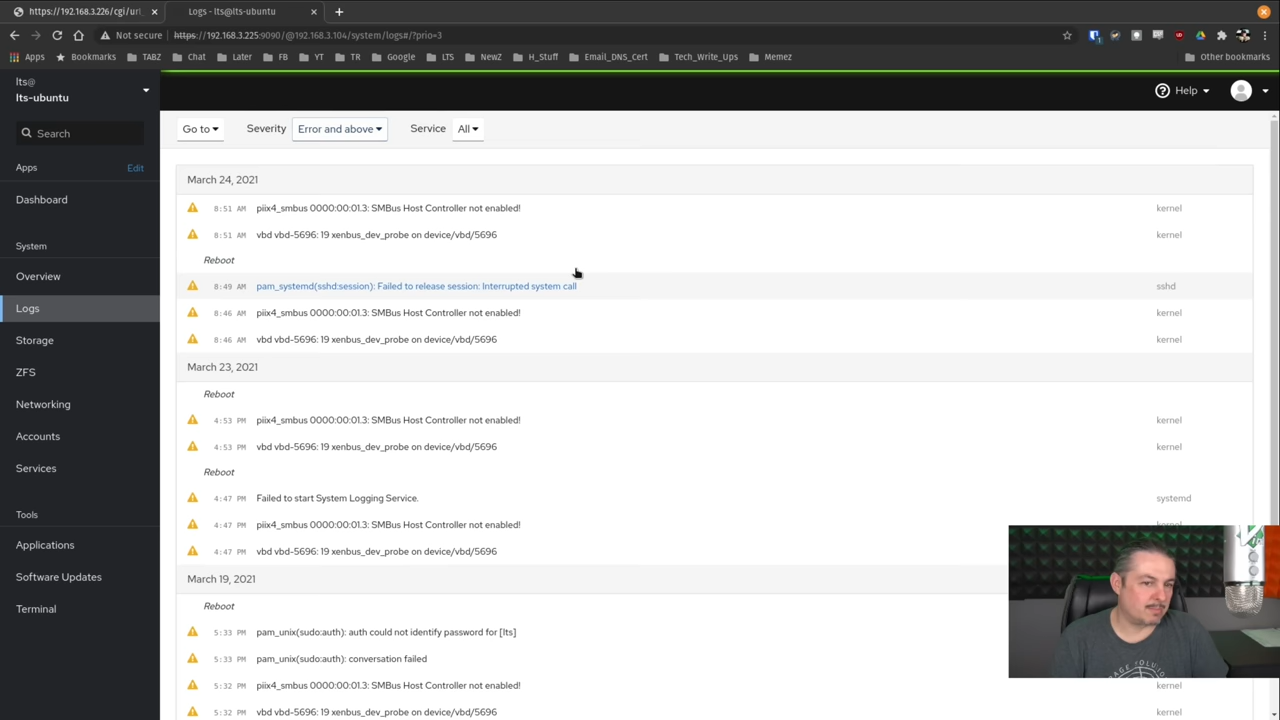 https://192.168.3.226/cgi/url
Logs - lts@lts-ubuntu
Not secure
https://192.168.3.225:9090/@192.168.3.104/system/logs#/?prio=3
Apps
Bookmarks
TABZ
Chat
Later
FB
YT
TR
Google
LTS
NewZ
H_Stuff
Email_DNS_Cert
Tech_Write_Ups
Memez
Other bookmarks
lts@
lts-ubuntu
Help
Search
Apps
Edit
Dashboard
System
Overview
Logs
Storage
ZFS
Networking
Accounts
Services
Tools
Applications
Software Updates
Terminal
Go to
Severity
Error and above
Service
All
March 24, 2021
8:51 AM piix4_smbus 0000:00:01.3: SMBus Host Controller not enabled! kernel
8:51 AM vbd vbd-5696: 19 xenbus_dev_probe on device/vbd/5696 kernel
Reboot
8:49 AM pam_systemd(sshd:session): Failed to release session: Interrupted system call sshd
8:46 AM piix4_smbus 0000:00:01.3: SMBus Host Controller not enabled! kernel
8:46 AM vbd vbd-5696: 19 xenbus_dev_probe on device/vbd/5696 kernel
March 23, 2021
Reboot
4:53 PM piix4_smbus 0000:00:01.3: SMBus Host Controller not enabled! kernel
4:53 PM vbd vbd-5696: 19 xenbus_dev_probe on device/vbd/5696 kernel
Reboot
4:47 PM Failed to start System Logging Service. systemd
4:47 PM piix4_smbus 0000:00:01.3: SMBus Host Controller not enabled! kernel
4:47 PM vbd vbd-5696: 19 xenbus_dev_probe on device/vbd/5696
March 19, 2021
Reboot
5:33 PM pam_unix(sudo:auth): auth could not identify password for [lts]
5:33 PM pam_unix(sudo:auth): conversation failed
5:32 PM piix4_smbus 0000:00:01.3: SMBus Host Controller not enabled! kernel
5:32 PM vbd vbd-5696: 19 xenbus_dev_probe on device/vbd/5696 kernel